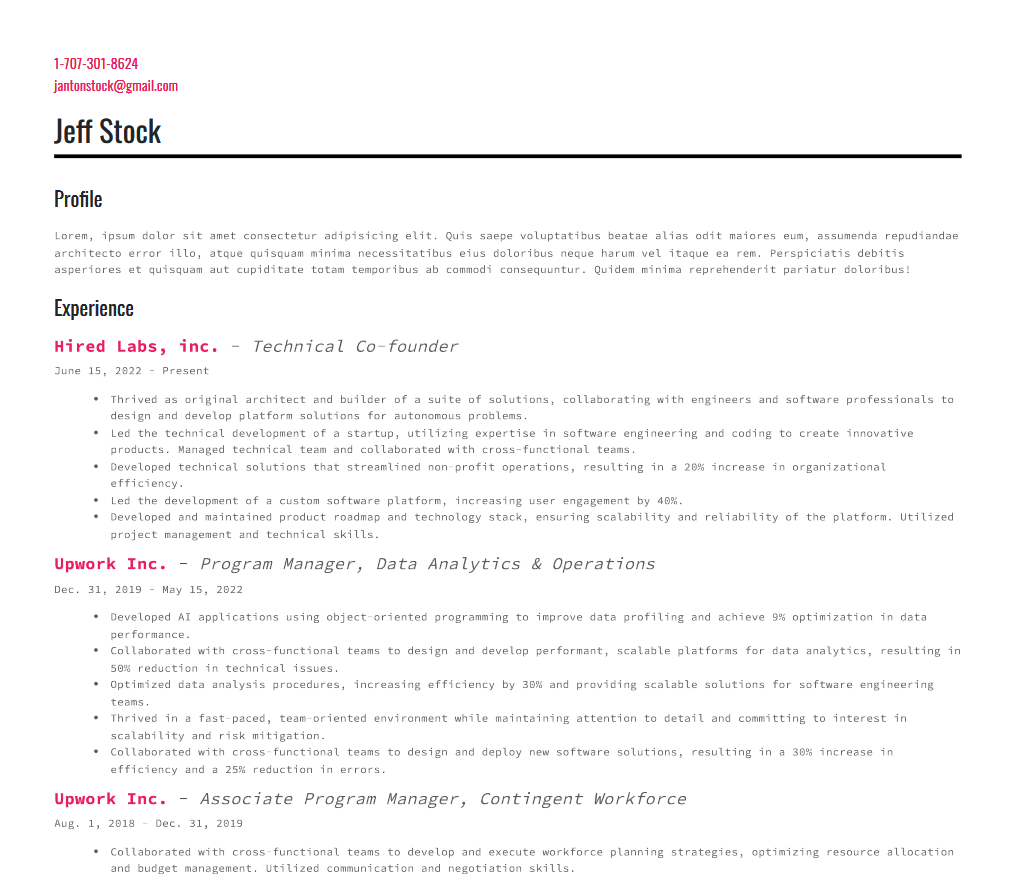 1-707-301-8624
jantonstock@gmail.com
Jeff Stock
Profile
Lorem, ipsum dolor sit amet consectetur adipisicing elit. Quis saepe voluptatibus beatae alias odit maiores eum, assumenda repudiandae
architecto error illo, atque quisquam minima necessitatibus eius doloribus neque harum vel itaque ea rem. Perspiciatis debitis
asperiores et quisquam aut cupiditate totam temporibus ab commodi consequuntur. Quidem minima reprehenderit pariatur doloribus!
Experience
Hired Labs, inc. - Technical Co-founder
June 15, 2022 - Present
• Thrived as original architect and builder of a suite of solutions, collaborating with engineers and software professionals to
design and develop platform solutions for autonomous problems.
• Led the technical development of a startup, utilizing expertise in software engineering and coding to create innovative
products. Managed technical team and collaborated with cross-functional teams.
• Developed technical solutions that streamlined non-profit operations, resulting in a 20% increase in organizational
efficiency.
• Led the development of a custom software platform, increasing user engagement by 40%.
• Developed and maintained product roadmap and technology stack, ensuring scalability and reliability of the platform. Utilized
project management and technical skills.
Upwork Inc. - Program Manager, Data Analytics & Operations
Dec. 31, 2019 - May 15, 2022
• Developed AI applications using object-oriented programming to improve data profiling and achieve 9% optimization in data
performance.
• Collaborated with cross-functional teams to design and develop performant, scalable platforms for data analytics, resulting in
50% reduction in technical issues.
• Optimized data analysis procedures, increasing efficiency by 30% and providing scalable solutions for software engineering
teams.
• Thrived in a fast-paced, team-oriented environment while maintaining attention to detail and committing to interest in
scalability and risk mitigation.
• Collaborated with cross-functional teams to design and deploy new software solutions, resulting in a 30% increase in
efficiency and a 25% reduction in errors.
Upwork Inc. - Associate Program Manager, Contingent Workforce
Aug. 1, 2018 - Dec. 31, 2019
• Collaborated with cross-functional teams to develop and execute workforce planning strategies, optimizing resource allocation
and budget management. Utilized communication and negotiation skills.